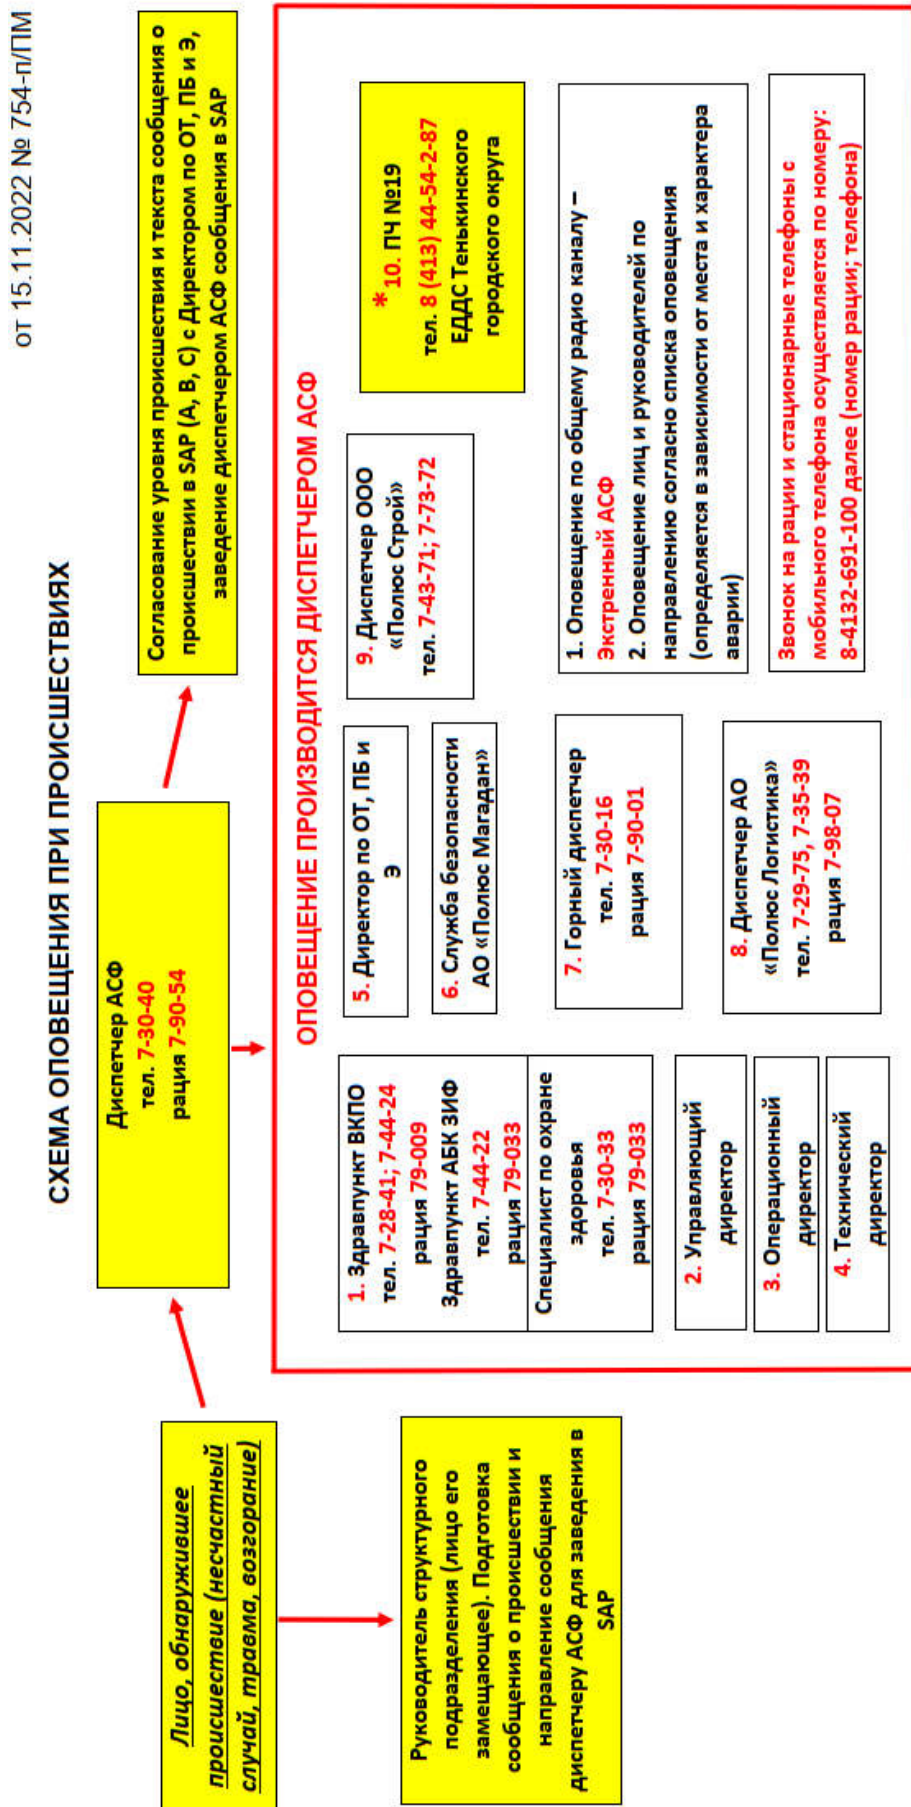 от 15.11.2022 № 754-п/ПМ
СХЕМА ОПОВЕЩЕНИЯ ПРИ ПРОИСШЕСТВИЯХ
Лицо, обнаружившее
происшествие (несчастный
случай, травма, возгорание)
Диспетчер АСФ
тел. 7-30-40
рация 7-90-54
Согласование уровня происшествия и текста сообщения о
происшествии в SAP (А, В, С) с Директором по ОТ, ПБ и Э,
заведение диспетчером АСФ сообщения в SAP
Руководитель структурного
подразделения (лицо его
замещающее). Подготовка
сообщения о происшествии и
направление сообщения
диспетчеру АСФ для заведения в
SAP
ОПОВЕЩЕНИЕ ПРОИЗВОДИТСЯ ДИСПЕТЧЕРОМ АСФ
1. Здравпункт ВКПО
тел. 7-28-41; 7-44-24
рация 79-009
Здравпункт АБК ЗИФ
тел. 7-44-22
рация 79-033
Специалист по охране
здоровья
тел. 7-30-33
рация 79-033
2. Управляющий
директор
3. Операционный
директор
4. Технический
директор
5. Директор по ОТ, ПБ и
Э
6. Служба безопасности
АО «Полюс Магадан»
7. Горный диспетчер
тел. 7-30-16
рация 7-90-01
8. Диспетчер АО
«Полюс Логистика»
тел. 7-29-75, 7-35-39
рация 7-98-07
9. Диспетчер ООО
«Полюс Строй»
тел. 7-43-71; 7-73-72
* 10. ПЧ №19
тел. 8 (413) 44-54-2-87
ЕДДС Тенькинского
городского округа
1. Оповещение по общему радио каналу –
Экстренный АСФ
2. Оповещение лиц и руководителей по
направлению согласно списка оповещения
(определяется в зависимости от места и характера
аварии)
Звонок на рации и стационарные телефоны с
мобильного телефона осуществляется по номеру:
8-4132-691-100 далее (номер рации; телефона)